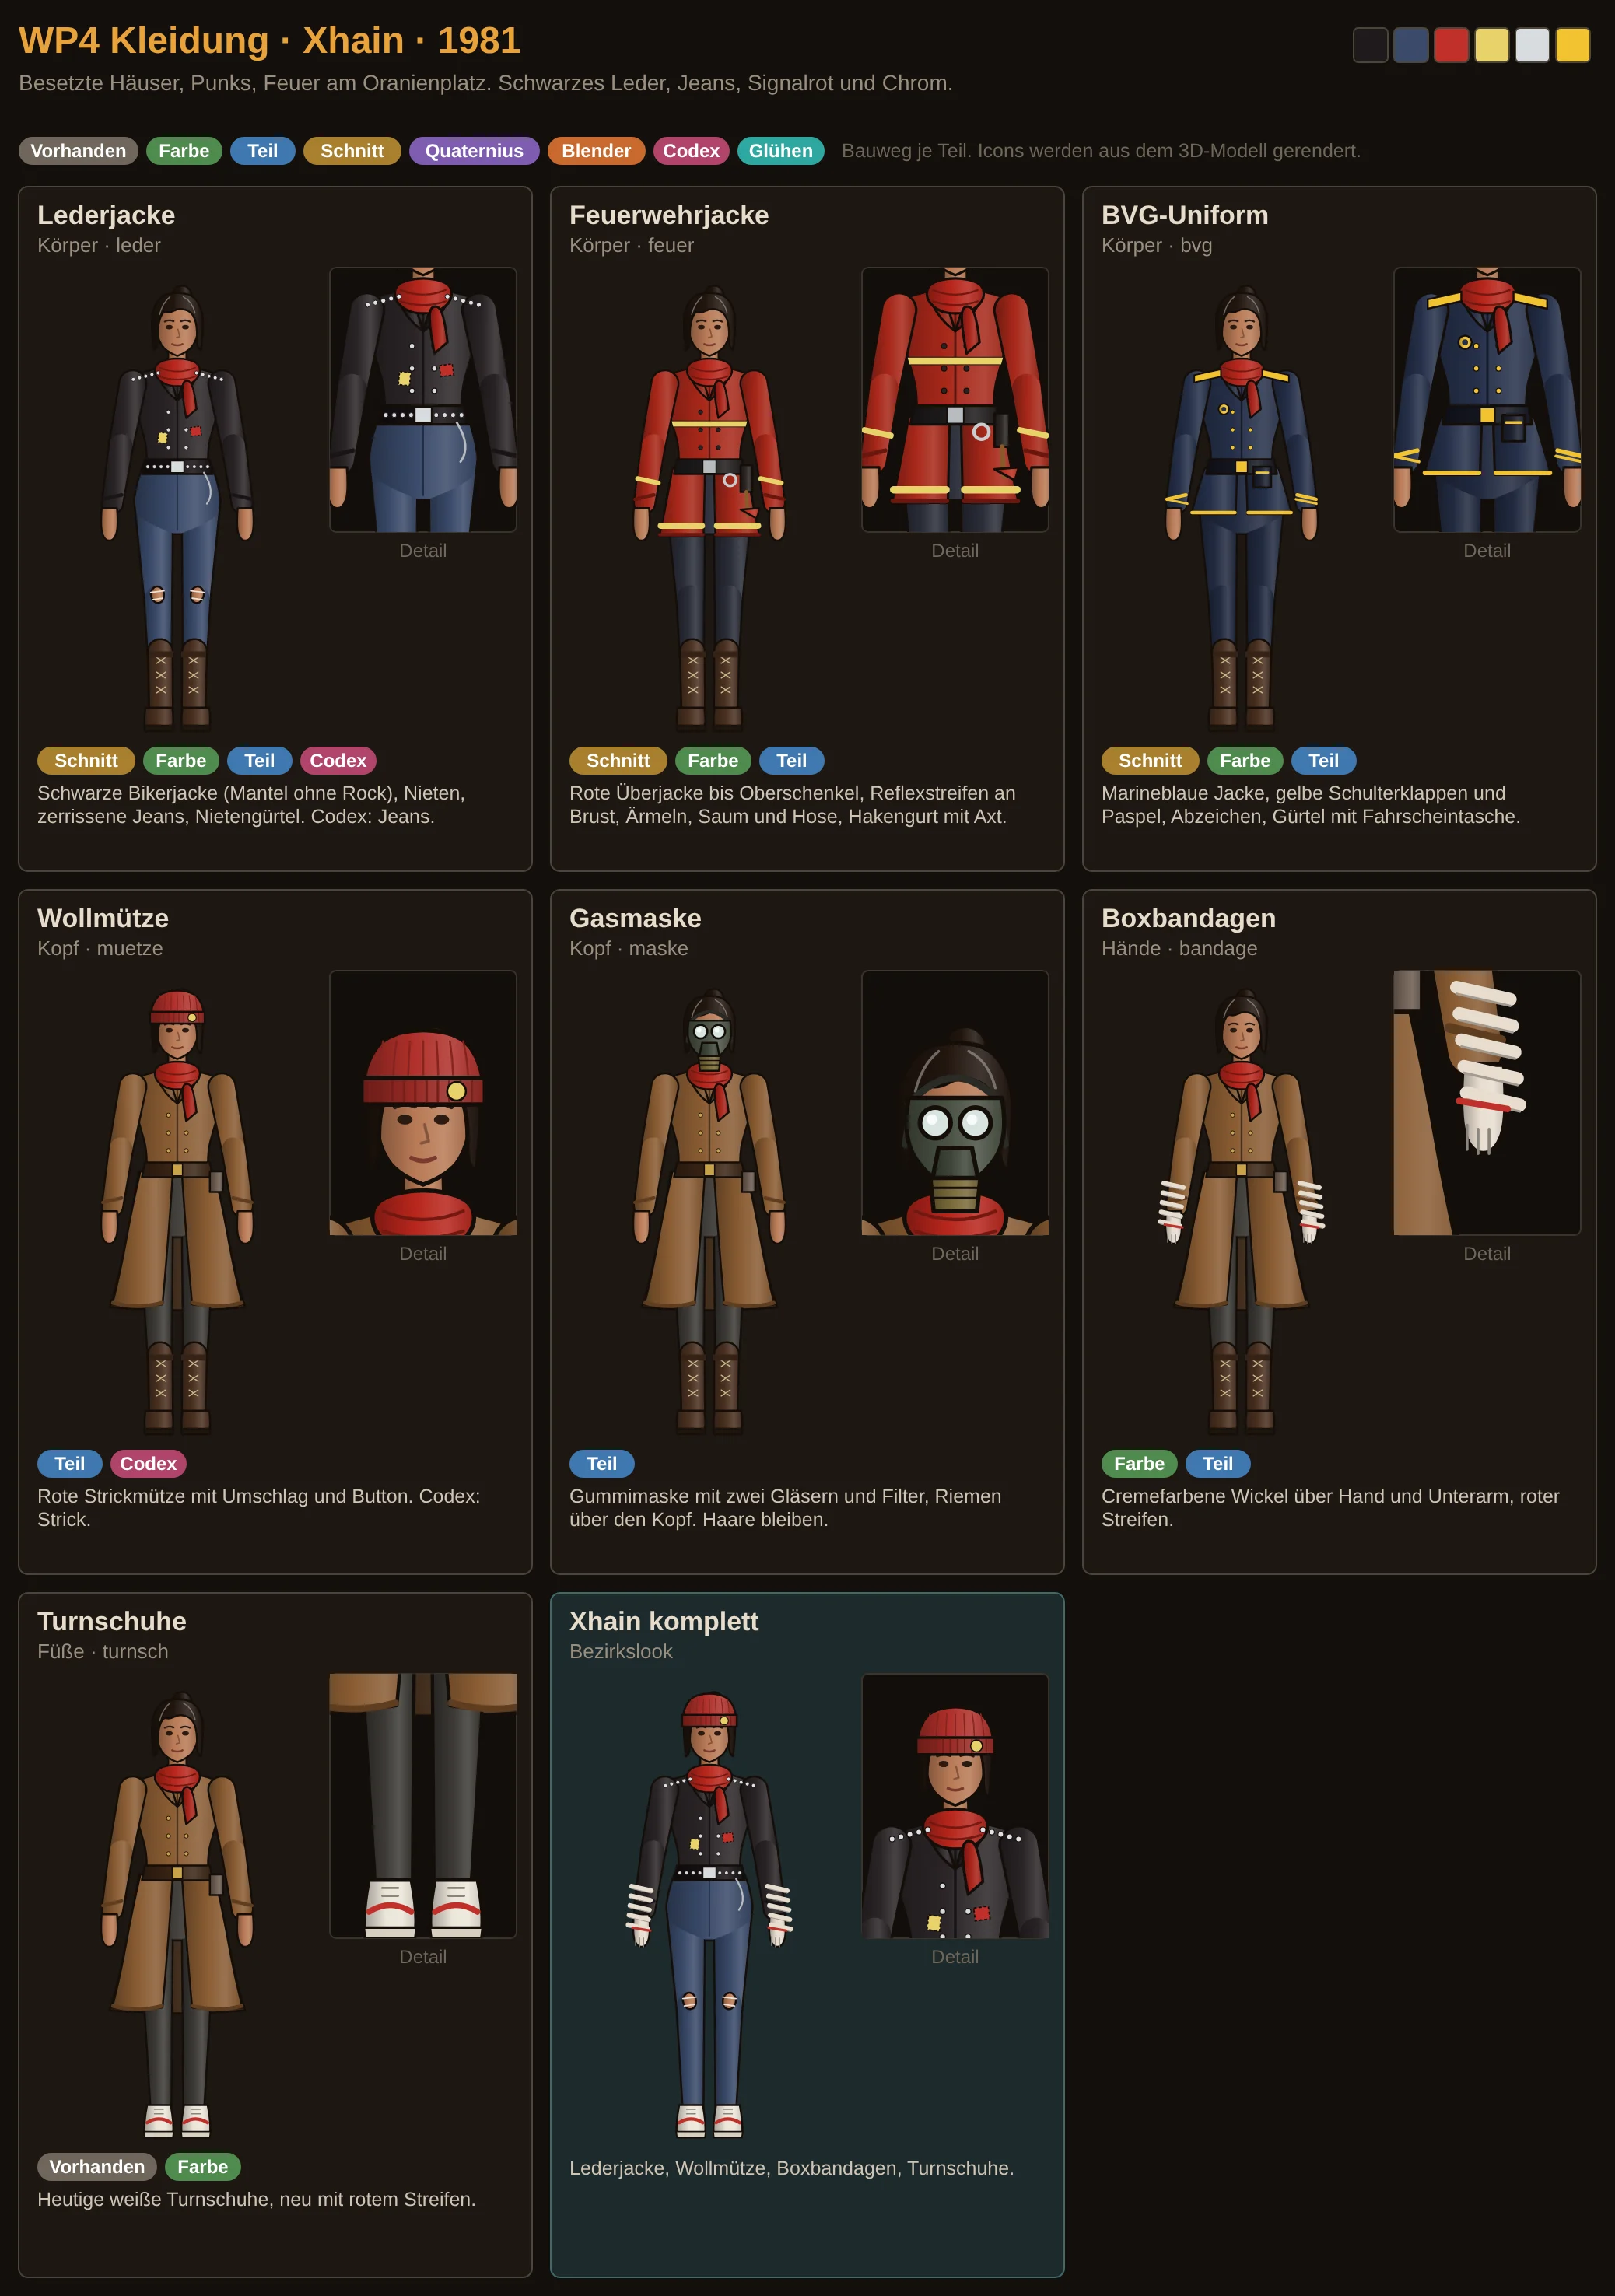 WP4 Kleidung · Xhain · 1981
Besetzte Häuser, Punks, Feuer am Oranienplatz. Schwarzes Leder, Jeans, Signalrot und Chrom.
Vorhanden Farbe Teil Schnitt Quaternius Blender Codex Glühen Bauweg je Teil. Icons werden aus dem 3D-Modell gerendert.
Lederjacke
Körper · leder
Detail
Schnitt Farbe Teil Codex
Schwarze Bikerjacke (Mantel ohne Rock), Nieten,
zerrissene Jeans, Nietengürtel. Codex: Jeans.
Feuerwehrjacke
Körper · feuer
Detail
Schnitt Farbe Teil
Rote Überjacke bis Oberschenkel, Reflexstreifen an
Brust, Ärmeln, Saum und Hose, Hakengurt mit Axt.
BVG-Uniform
Körper · bvg
Detail
Schnitt Farbe Teil
Marineblaue Jacke, gelbe Schulterklappen und
Paspel, Abzeichen, Gürtel mit Fahrscheintasche.
Wollmütze
Kopf · muetze
Detail
Teil Codex
Rote Strickmütze mit Umschlag und Button. Codex:
Strick.
Gasmaske
Kopf · maske
Detail
Teil
Gummimaske mit zwei Gläsern und Filter, Riemen
über den Kopf. Haare bleiben.
Boxbandagen
Hände · bandage
Detail
Farbe Teil
Cremefarbene Wickel über Hand und Unterarm, roter
Streifen.
Turnschuhe
Füße · turnsch
Detail
Vorhanden Farbe
Heutige weiße Turnschuhe, neu mit rotem Streifen.
Xhain komplett
Bezirkslook
Detail
Lederjacke, Wollmütze, Boxbandagen, Turnschuhe.